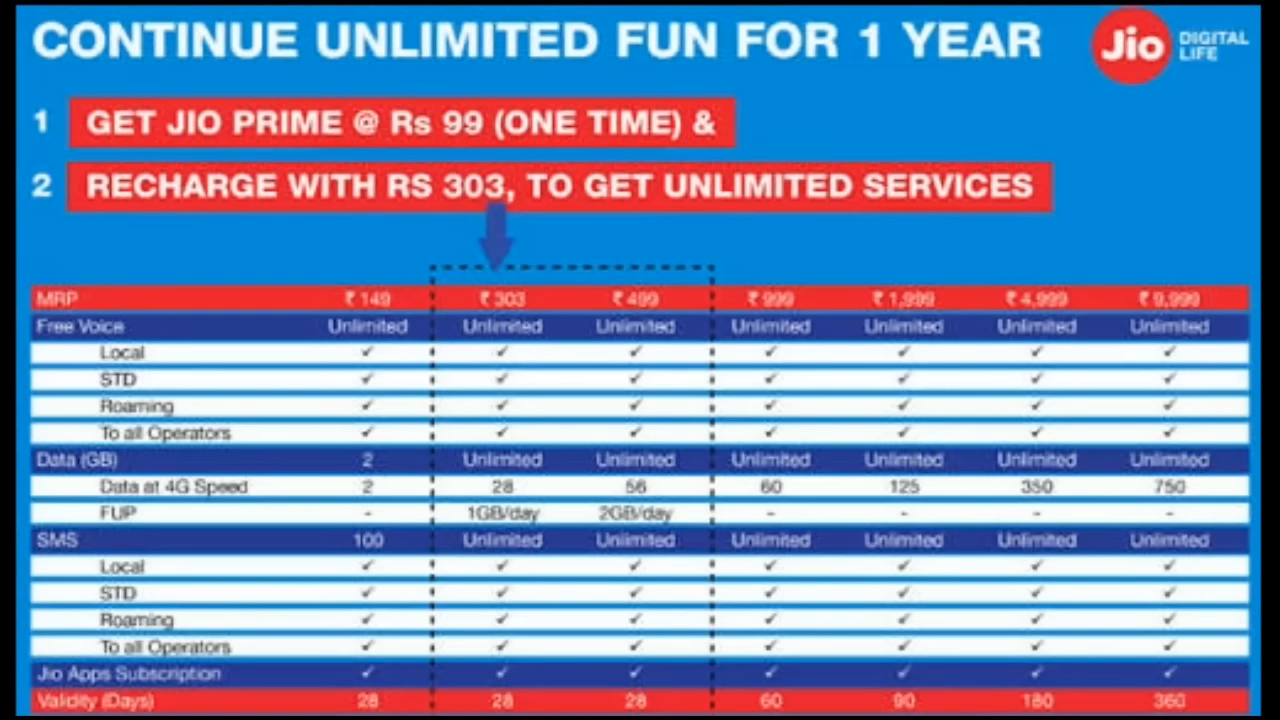 CONTINUE UNLIMITED FUN FOR 1 YEAR
Jio DIGITAL LIFE
1 GET JIO PRIME @ Rs 99 (ONE TIME) &
2 RECHARGE WITH RS 303, TO GET UNLIMITED SERVICES
MRP ₹ 149 ₹ 303 ₹ 499 ₹ 999 ₹ 1,999 ₹ 4,999 ₹ 9,999
Free Voice Unlimited Unlimited Unlimited Unlimited Unlimited Unlimited Unlimited
Local ✓ ✓ ✓ ✓ ✓ ✓ ✓
STD ✓ ✓ ✓ ✓ ✓ ✓ ✓
Roaming ✓ ✓ ✓ ✓ ✓ ✓ ✓
To all Operators ✓ ✓ ✓ ✓ ✓ ✓ ✓
Data (GB) 2 Unlimited Unlimited Unlimited Unlimited Unlimited Unlimited
Data at 4G Speed 2 28 56 60 125 350 750
FUP - 1GB/day 2GB/day - - - -
SMS 100 Unlimited Unlimited Unlimited Unlimited Unlimited Unlimited
Local ✓ ✓ ✓ ✓ ✓ ✓ ✓
STD ✓ ✓ ✓ ✓ ✓ ✓ ✓
Roaming ✓ ✓ ✓ ✓ ✓ ✓ ✓
To all Operators ✓ ✓ ✓ ✓ ✓ ✓ ✓
Jio Apps Subscription ✓ ✓ ✓ ✓ ✓ ✓ ✓
Validity (Days) 28 28 28 60 90 180 360